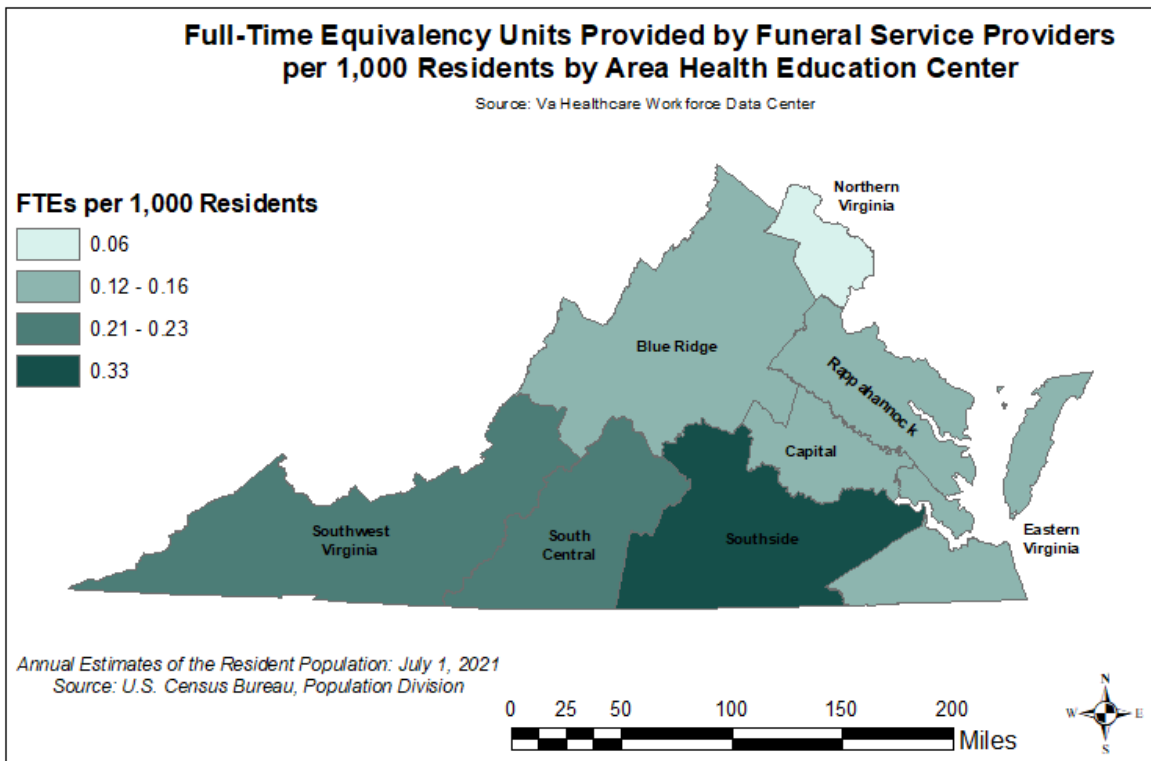 Full-Time Equivalency Units Provided by Funeral Service Providers
per 1,000 Residents by Area Health Education Center
Source: Va Healthcare Workforce Data Center
FTEs per 1,000 Residents
0.06
0.12 - 0.16
0.21 - 0.23
0.33
Northern
Virginia
Blue Ridge
Rappahannock
Capital
Southwest
Virginia
South
Central
Southside
Eastern
Virginia
Annual Estimates of the Resident Population: July 1, 2021
Source: U.S. Census Bureau, Population Division
0 25 50 100 150 200
Miles
N
W E
S